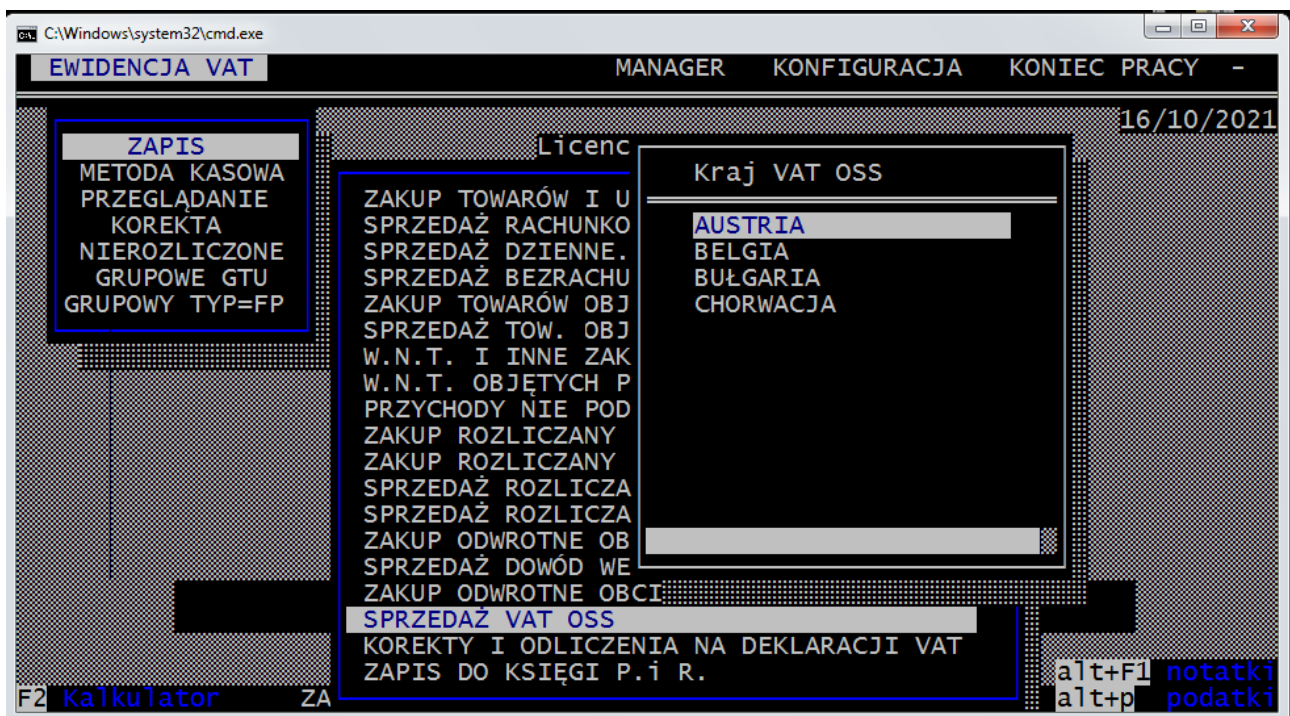 C:\Windows\system32\cmd.exe
EWIDENCJA VAT MANAGER KONFIGURACJA KONIEC PRACY -
16/10/2021
ZAPIS
METODA KASOWA
PRZEGLĄDANIE
KOREKTA
NIEROZLICZONE
GRUPOWE GTU
GRUPOWY TYP=FP
Licenc
ZAKUP TOWARÓW I U
SPRZEDAŻ RACHUNKO
SPRZEDAŻ DZIENNE.
SPRZEDAŻ BEZRACHU
ZAKUP TOWARÓW OBJ
SPRZEDAŻ TOW. OBJ
W.N.T. I INNE ZAK
W.N.T. OBJĘTYCH P
PRZYCHODY NIE POD
ZAKUP ROZLICZANY
ZAKUP ROZLICZANY
SPRZEDAŻ ROZLICZA
SPRZEDAŻ ROZLICZA
ZAKUP ODWROTNE OB
SPRZEDAŻ DOWÓD WE
ZAKUP ODWROTNE OBCI
SPRZEDAŻ VAT OSS
KOREKTY I ODLICZENIA NA DEKLARACJI VAT
ZAPIS DO KSIĘGI P.i R.
Kraj VAT OSS
AUSTRIA
BELGIA
BUŁGARIA
CHORWACJA
alt+F1 notatki
F2 Kalkulator ZA alt+p podatki